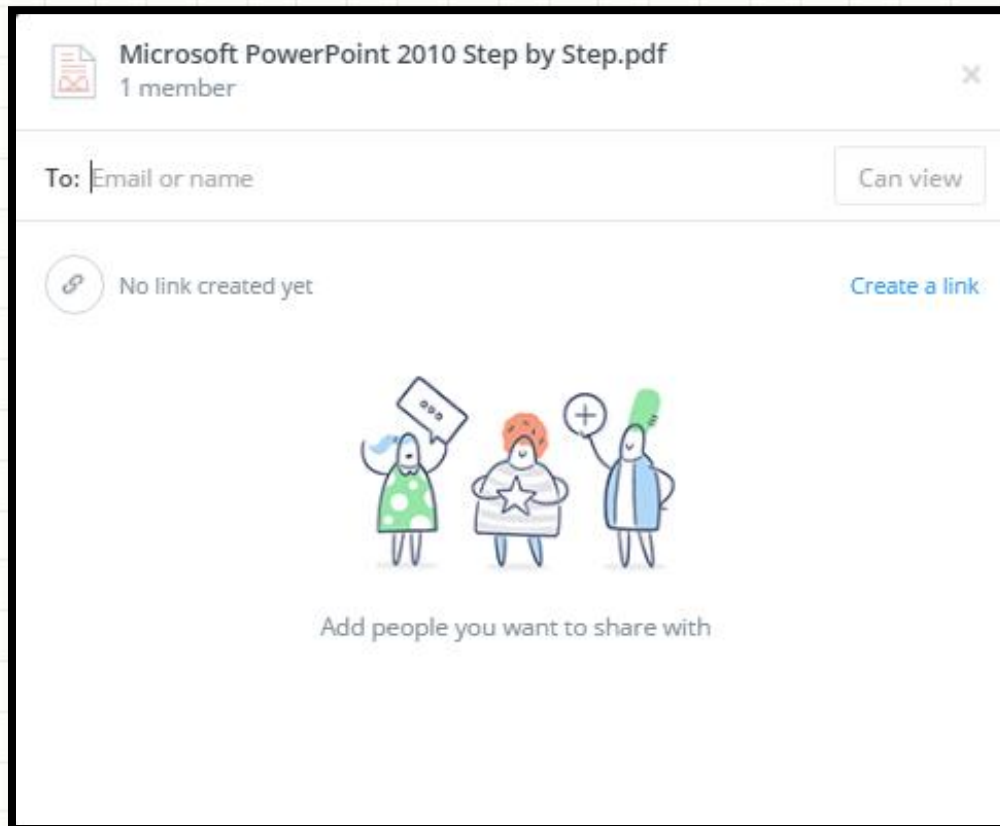 Microsoft PowerPoint 2010 Step by Step.pdf
1 member
To: Email or name
Can view
No link created yet
Create a link
Add people you want to share with